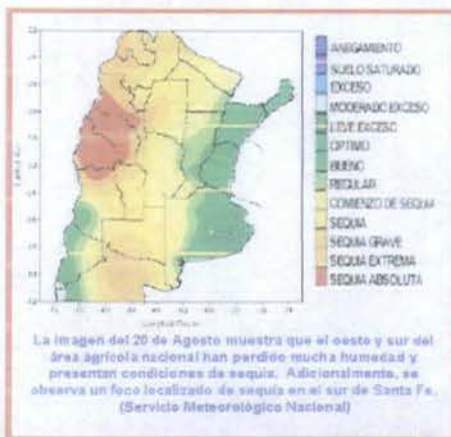 ANEGAMIENTO
SUELO SATURADO
EXCESO
MODERADO EXCESO
LEVE EXCESO
OPTIMO
BUENO
REGULAR
COMIENZO DE SEQUIA
SEQUIA
SEQUIA GRAVE
SEQUIA EXTREMA
SEQUIA ABSOLUTA
La imagen del 20 de Agosto muestra que el oeste y sur del
área agrícola nacional han perdido mucha humedad y
presentan condiciones de sequía. Adicionalmente, se
observa un foco localizado de sequía en el sur de Santa Fe.
(Servicio Meteorológico Nacional)